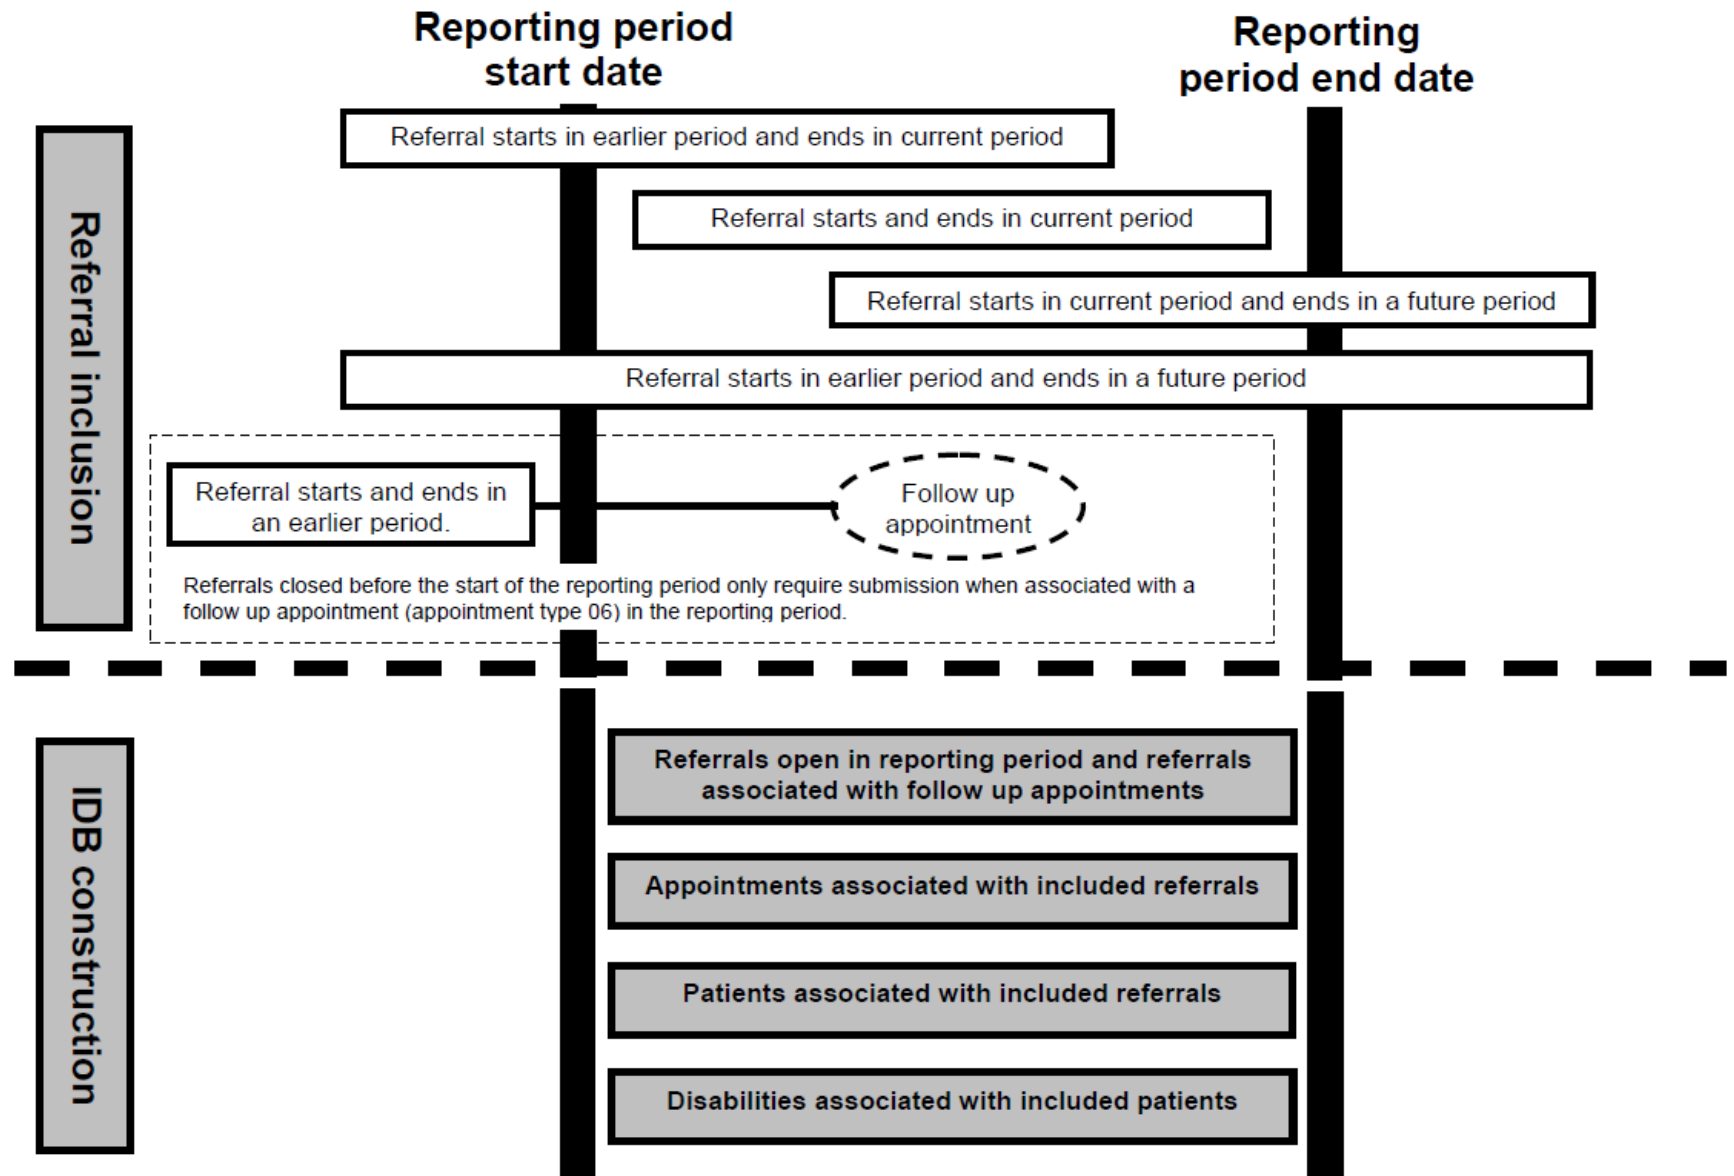 Reporting period
start date
Reporting
period end date
Referral inclusion
Referral starts in earlier period and ends in current period
Referral starts and ends in current period
Referral starts in current period and ends in a future period
Referral starts in earlier period and ends in a future period
Referral starts and ends in
an earlier period.
Follow up
appointment
Referrals closed before the start of the reporting period only require submission when associated with a
follow up appointment (appointment type 06) in the reporting period.
IDB construction
Referrals open in reporting period and referrals
associated with follow up appointments
Appointments associated with included referrals
Patients associated with included referrals
Disabilities associated with included patients